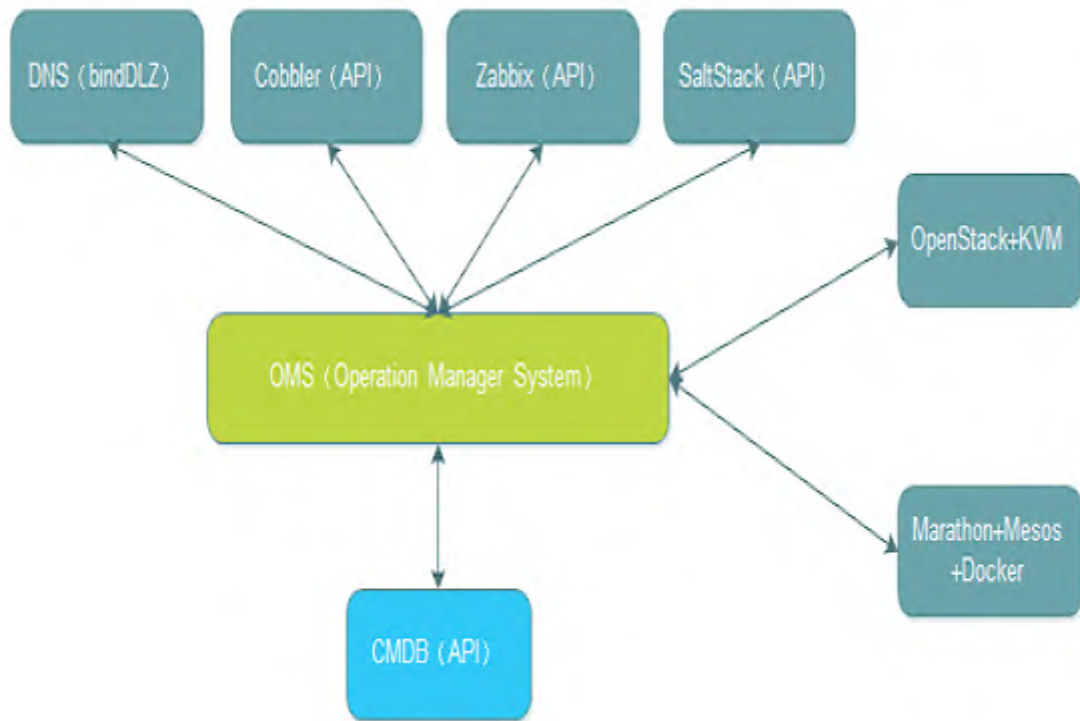 DNS（bindDLZ）
Cobbler（API）
Zabbix（API）
SaltStack（API）
OpenStack+KVM
OMS（Operation Manager System）
Marathon+Mesos
+Docker
CMDB（API）